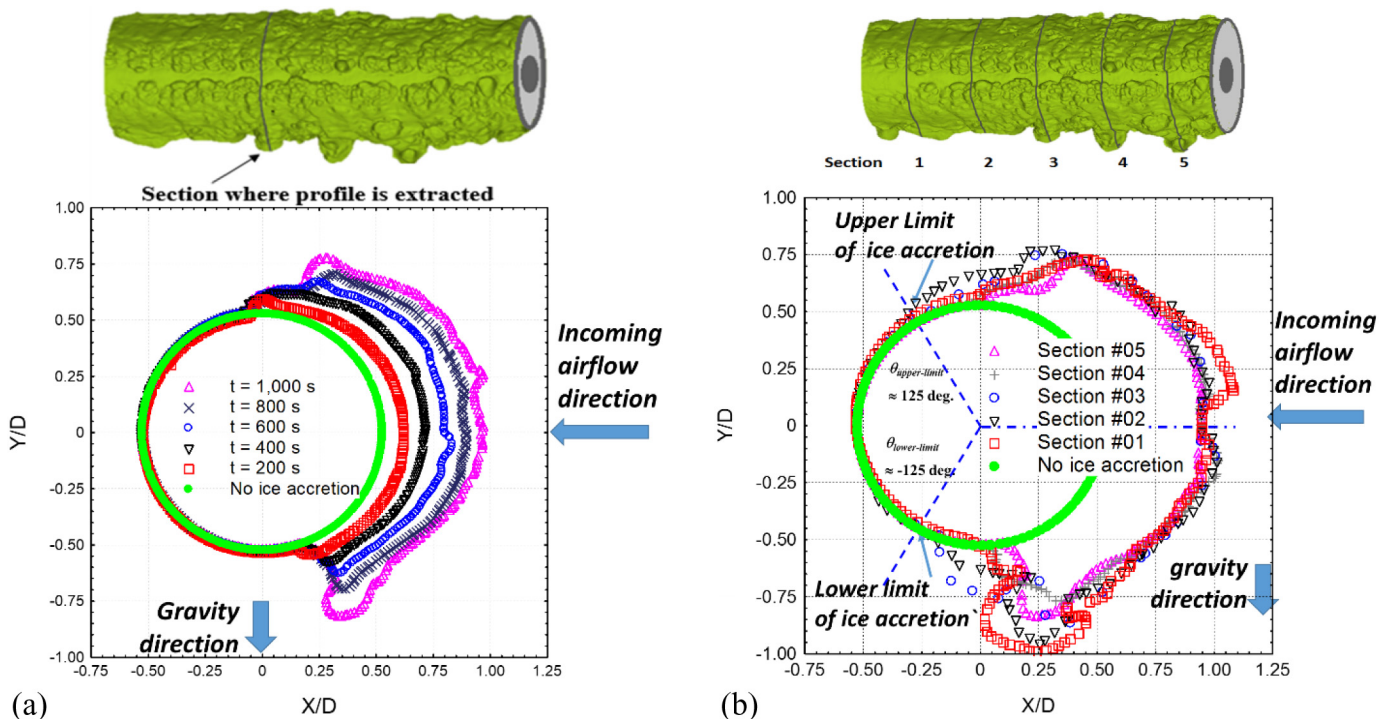 Section where profile is extracted
1.00
0.75
0.50
0.25
0
-0.25
-0.50
-0.75
-1.00
Y/D
t = 1,000 s
t = 800 s
t = 600 s
t = 400 s
t = 200 s
No ice accretion
Incoming
airflow
direction
Gravity
direction
-0.75 -0.50 -0.25 0 0.25 0.50 0.75 1.00 1.25
X/D
(a)
Section 1 2 3 4 5
1.00
0.75
0.50
0.25
0
-0.25
-0.50
-0.75
-1.00
Y/D
Upper Limit
of ice accretion
θupper-limit
≈ 125 deg.
θlower-limit
≈ -125 deg.
Section #05
Section #04
Section #03
Section #02
Section #01
No ice accretion
Incoming
airflow
direction
Lower limit
of ice accretion
gravity
direction
-0.75 -0.50 -0.25 0 0.25 0.50 0.75 1.00 1.25
X/D
(b)